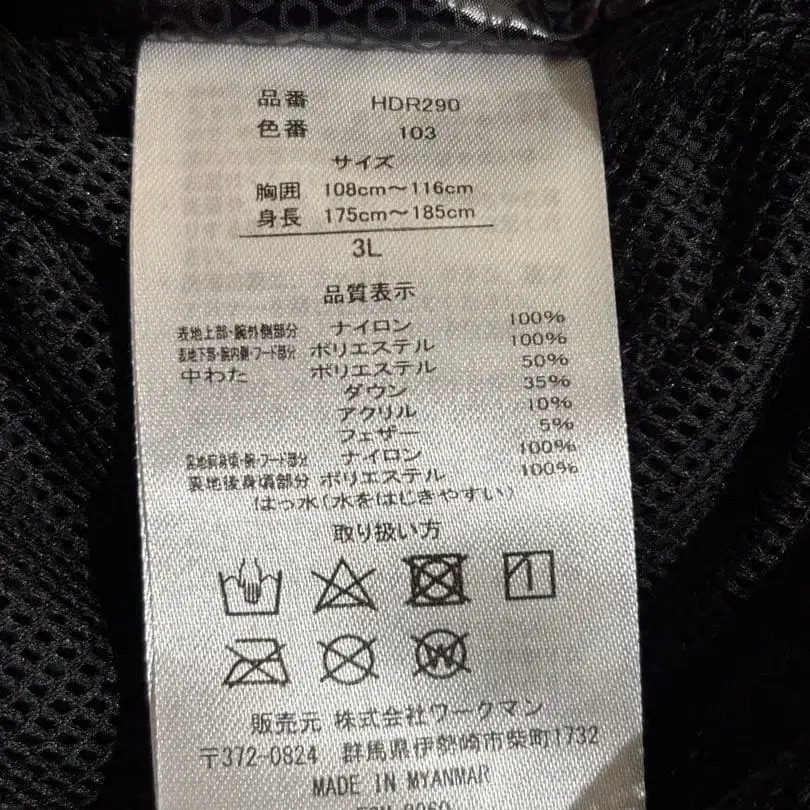 品番 HDR290
色番 103
サイズ
胸囲 108cm～116cm
身長 175cm～185cm
3L
品質表示
表地上部・腕外側部分 ナイロン 100%
表地下部・腕内側・フード部分 ポリエステル 100%
中わた ポリエステル 50%
ダウン 35%
アクリル 10%
フェザー 5%
裏地前身頃・腕・フード部分 ナイロン 100%
裏地後身頃部分 ポリエステル 100%
はっ水(水をはじきやすい)
取り扱い方
W
販売元 株式会社ワークマン
〒372-0824 群馬県伊勢崎市柴町1732
MADE IN MYANMAR